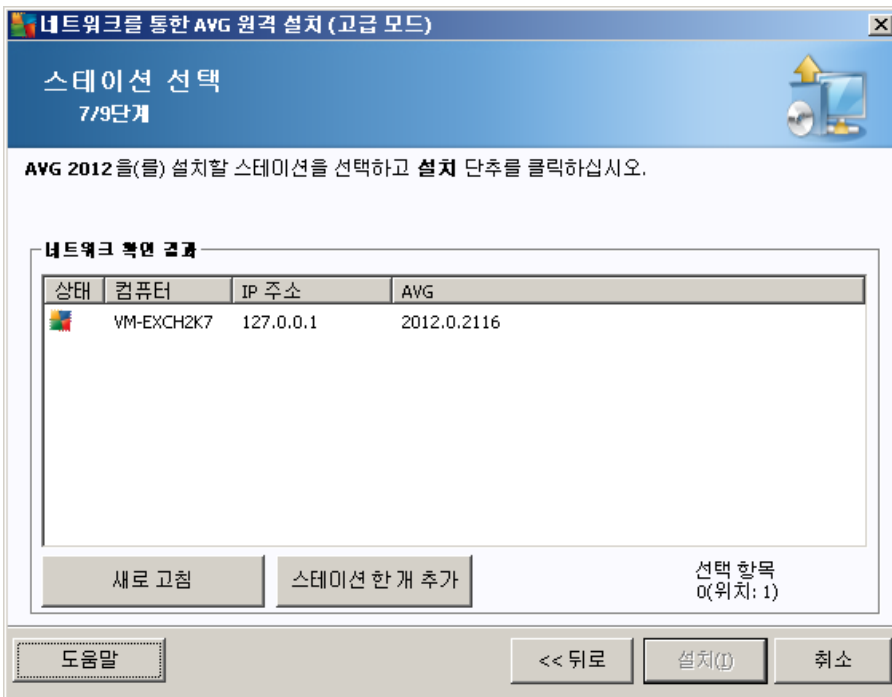 네트워크를 통한 AVG 원격 설치 (고급 모드)
스테이션 선택
7/9단계
AVG 2012을(를) 설치할 스테이션을 선택하고 설치 단추를 클릭하십시오.
네트워크 확인 결과
상태 컴퓨터 IP 주소 AVG
VM-EXCH2K7 127.0.0.1 2012.0.2116
새로 고침 스테이션 한 개 추가
선택 항목
0(위치: 1)
도움말 << 뒤로 설치(I) 취소